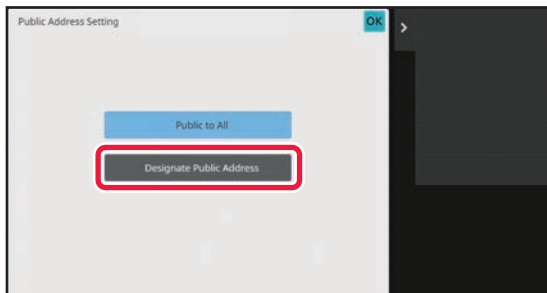 Public Address Setting
OK
Public to All
Designate Public Address